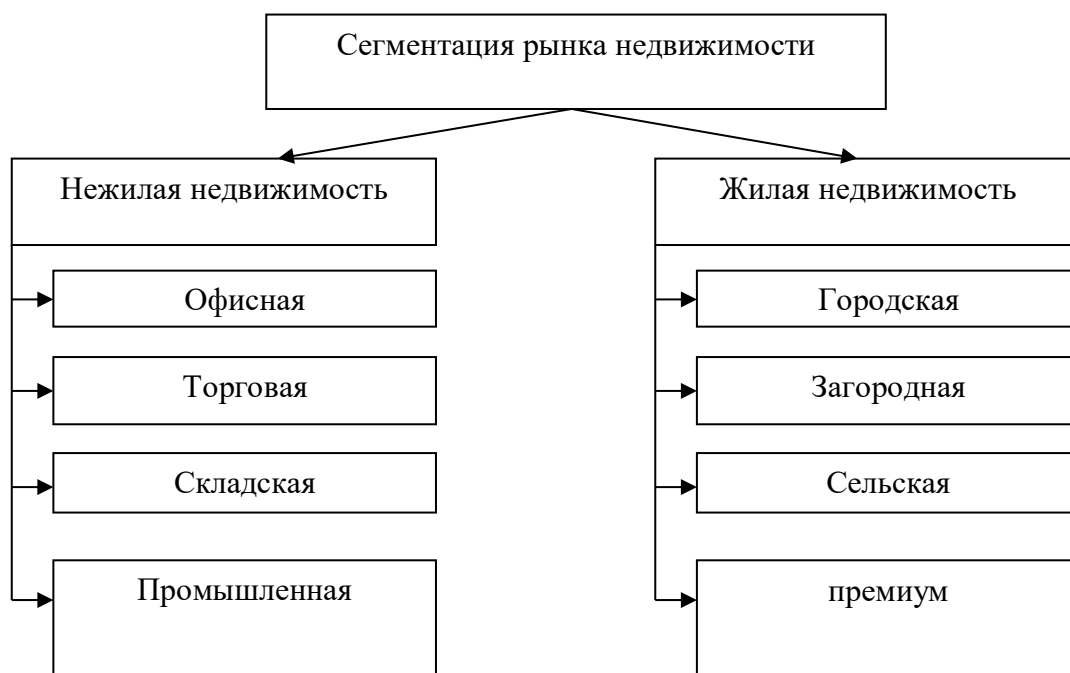 Сегментация рынка недвижимости
Нежилая недвижимость
Офисная
Торговая
Складская
Промышленная
Жилая недвижимость
Городская
Загородная
Сельская
премиум